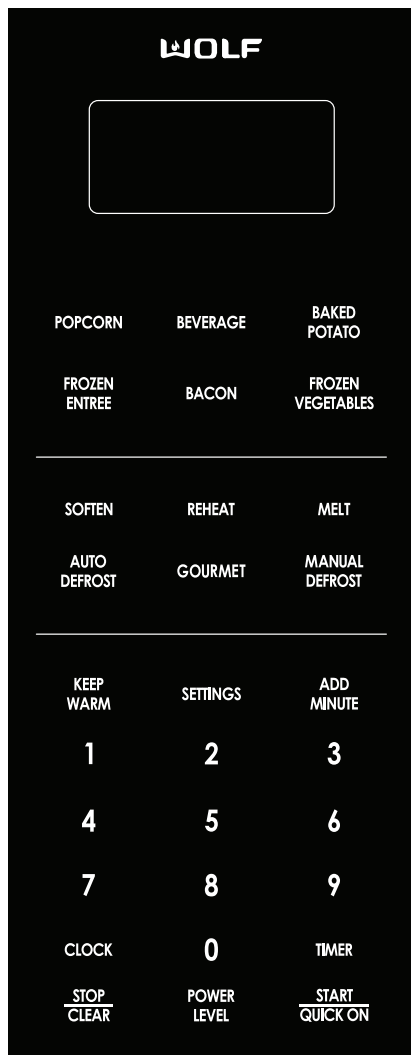 WOLF
POPCORN BEVERAGE BAKED POTATO
FROZEN ENTREE BACON FROZEN VEGETABLES
SOFTEN REHEAT MELT
AUTO DEFROST GOURMET MANUAL DEFROST
KEEP WARM SETTINGS ADD MINUTE
1 2 3
4 5 6
7 8 9
CLOCK 0 TIMER
STOP CLEAR POWER LEVEL START QUICK ON